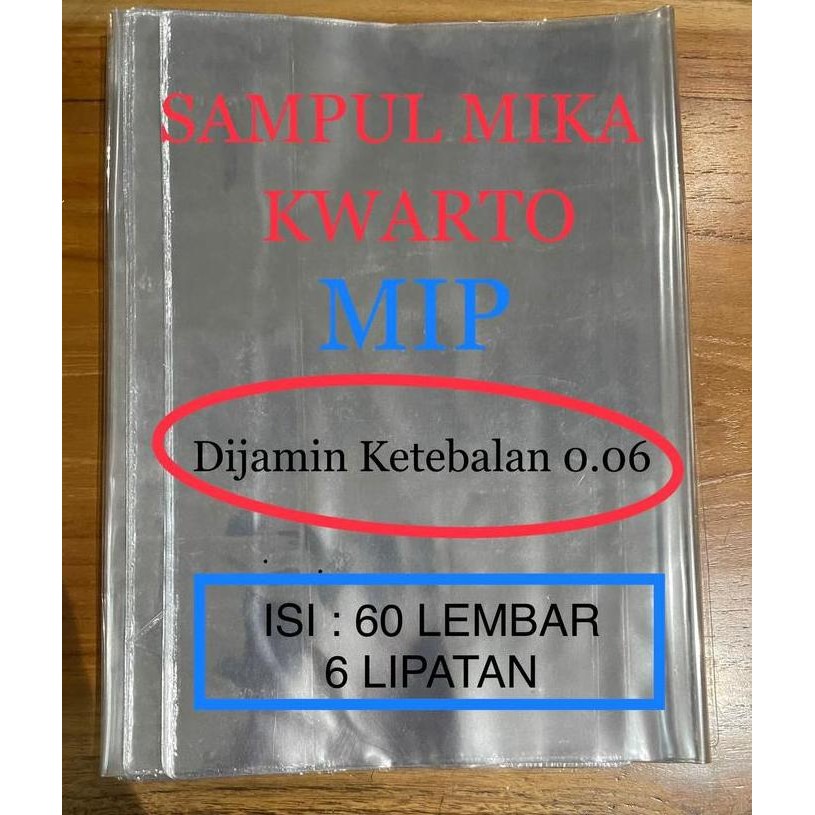 SAMPUL MIKA
KWARTO
MIP
Dijamin Ketebalan 0.06
ISI : 60 LEMBAR
6 LIPATAN